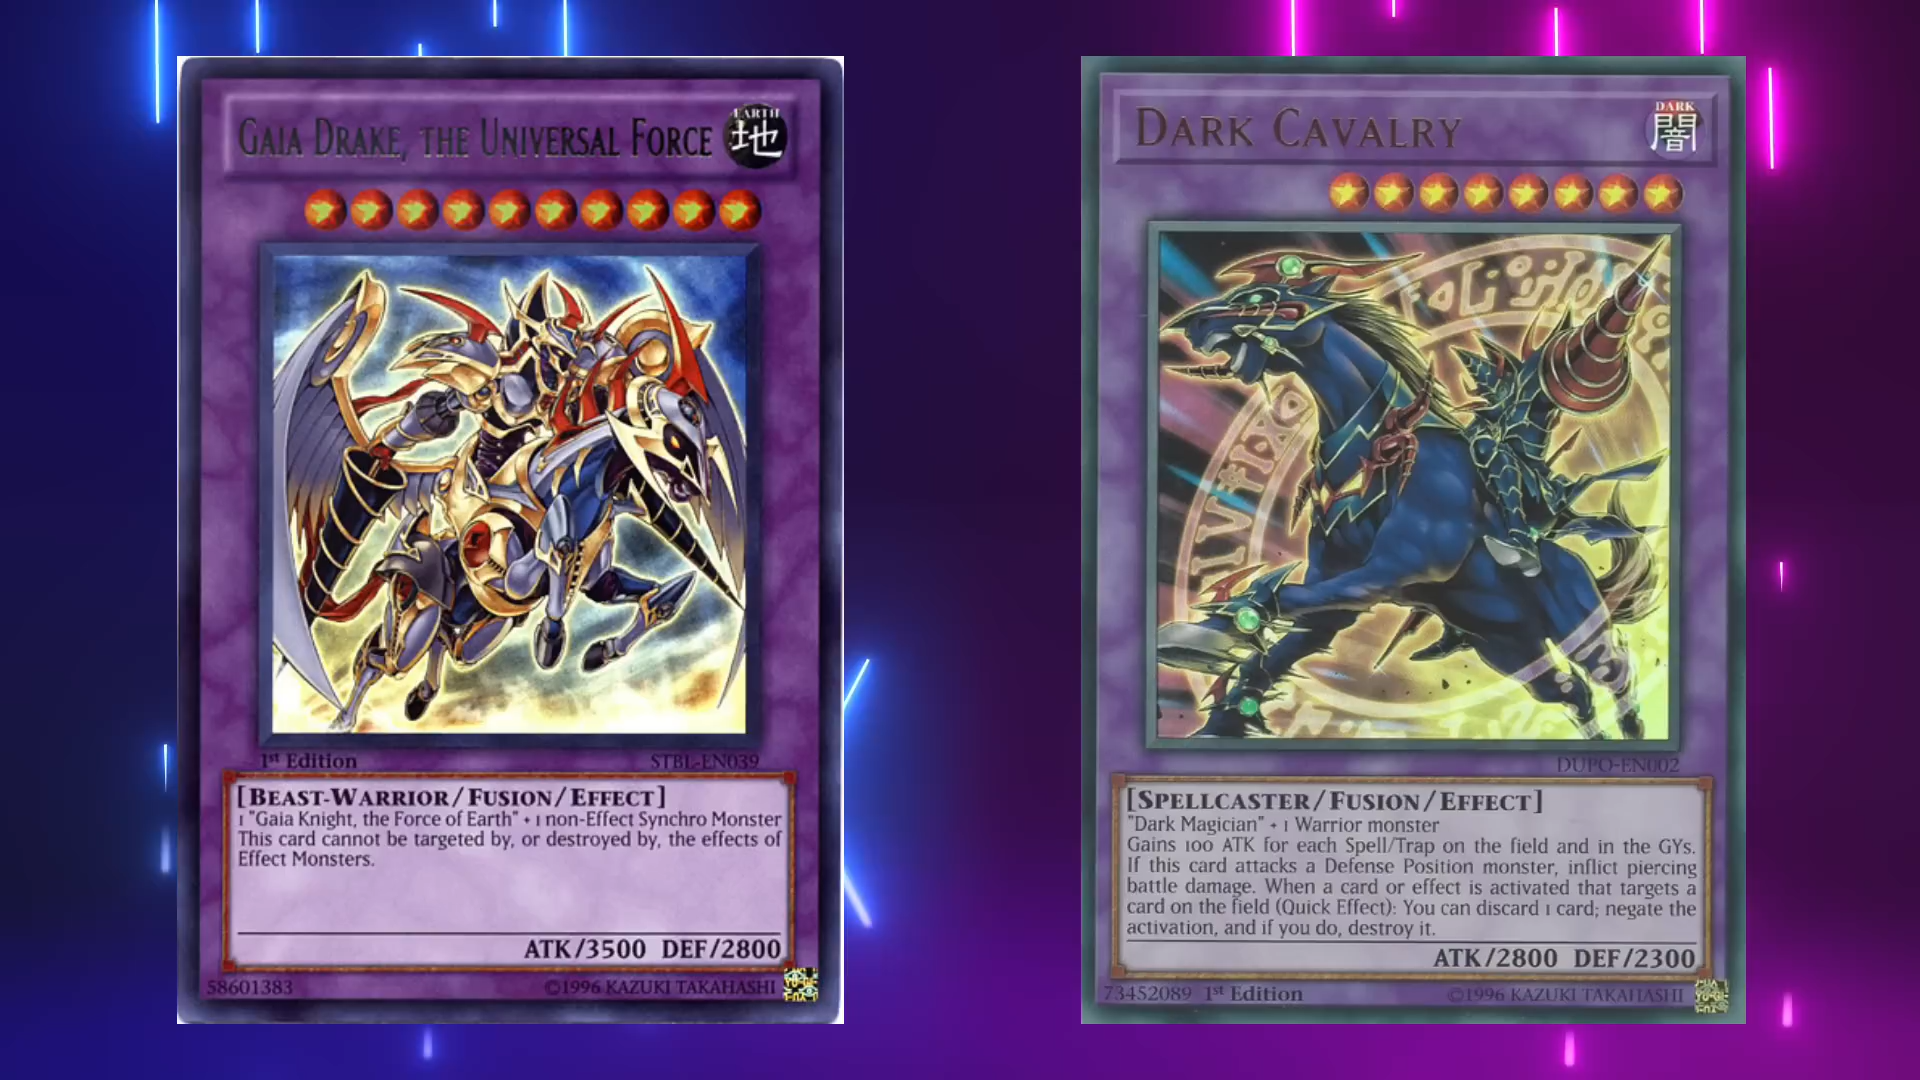 GAIA DRAKE, THE UNIVERSAL FORCE
EARTH
地
1st Edition
STBL-EN039
[BEAST-WARRIOR/FUSION/EFFECT]
1 "Gaia Knight, the Force of Earth" + 1 non-Effect Synchro Monster
This card cannot be targeted by, or destroyed by, the effects of
Effect Monsters.
ATK/3500 DEF/2800
58601383
©1996 KAZUKI TAKAHASHI
DARK CAVALRY
DARK
闇
DUPO-EN002
[SPELLCASTER/FUSION/EFFECT]
"Dark Magician" + 1 Warrior monster
Gains 100 ATK for each Spell/Trap on the field and in the GYs.
If this card attacks a Defense Position monster, inflict piercing
battle damage. When a card or effect is activated that targets a
card on the field (Quick Effect): You can discard 1 card; negate the
activation, and if you do, destroy it.
ATK/2800 DEF/2300
73452089 1st Edition
©1996 KAZUKI TAKAHASHI